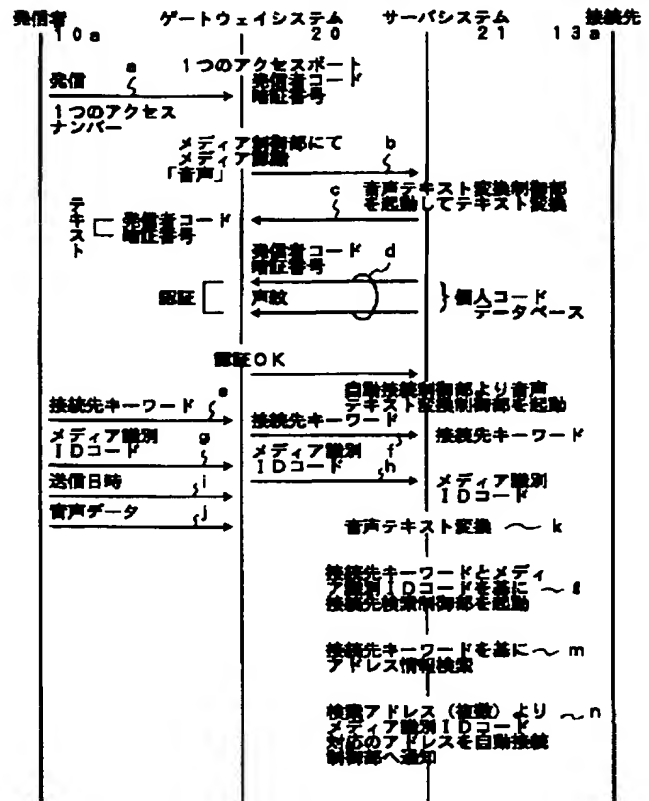 発信者 ゲートウェイシステム サーバシステム 接続先
10a 20 21 13a
a 1つのアクセスポート
発信 発信者コード
暗証番号
1つのアクセス
ナンバー
メディア制御部にて b
メディア認識
「音声」
c 音声テキスト変換制御部
を起動してテキスト変換
テキスト 発信者コード
暗証番号
発信者コード d
暗証番号
認証 声紋 個人コード
データベース
認証OK
自動接続制御部より音声
テキスト変換制御部を起動
接続先キーワード e
接続先キーワード f 接続先キーワード
メディア識別 g
IDコード
メディア識別 h
IDコード
メディア識別
IDコード
送信日時 i
音声データ j
音声テキスト変換 k
接続先キーワードとメディ
ア識別IDコードを基に ℓ
接続先検索制御部を起動
接続先キーワードを基に m
アドレス情報検索
検索アドレス(複数)より n
メディア識別IDコード
対応のアドレスを自動接続
制御部へ通知